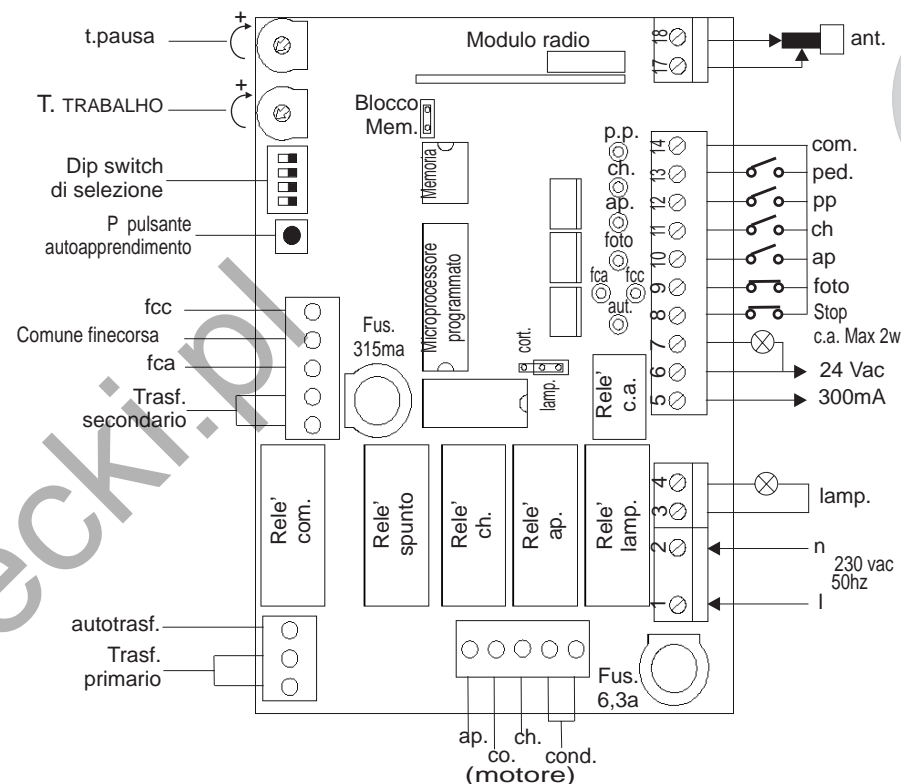 t.pausa
T. TRABALHO
Dip switch
di selezione
P pulsante
autoapprendimento
fcc
Comune finecorsa
fca
Trasf.
secondario
autotrasf.
Trasf.
primario
Modulo radio
Blocco
Mem.
Memoria
Microprocessore
programmato
Fus.
315ma
p.p.
ch.
ap.
foto
fca
fcc
aut.
cort.
lamp.
Rele'
c.a.
Rele'
com.
Rele'
spunto
Rele'
ch.
Rele'
ap.
Rele'
lamp.
Fus.
6,3a
ap.
co.
ch.
cond.
(motore)
18
17
ant.
14
com.
13
ped.
12
pp
11
ch
10
ap
9
foto
8
Stop
c.a. Max 2w
7
6
24 Vac
5
300mA
4
lamp.
3
2
n
230 vac
50hz
1
l
ecki.pl